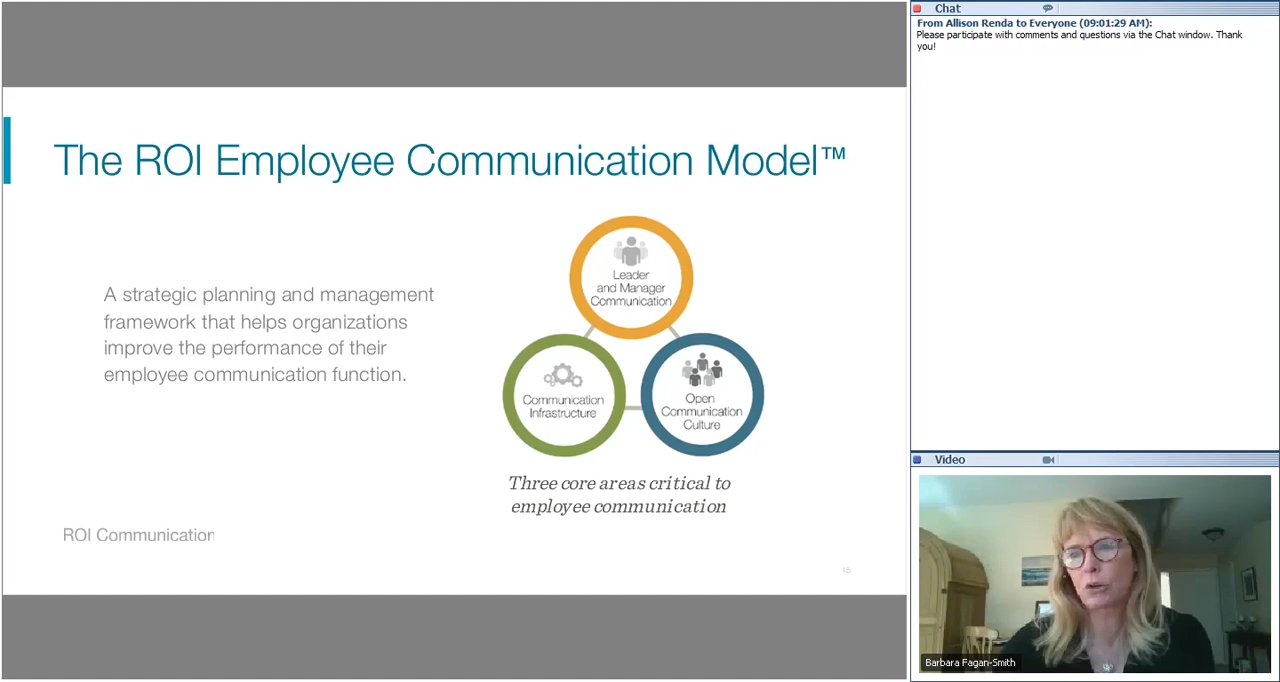 The ROI Employee Communication Model™
A strategic planning and management
framework that helps organizations
improve the performance of their
employee communication function.
Leader
and Manager
Communication
Communication
Infrastructure
Open
Communication
Culture
Three core areas critical to
employee communication
ROI Communication
15
Chat
From Allison Renda to Everyone (09:01:29 AM):
Please participate with comments and questions via the Chat window. Thank
you!
Video
Barbara Fagan-Smith